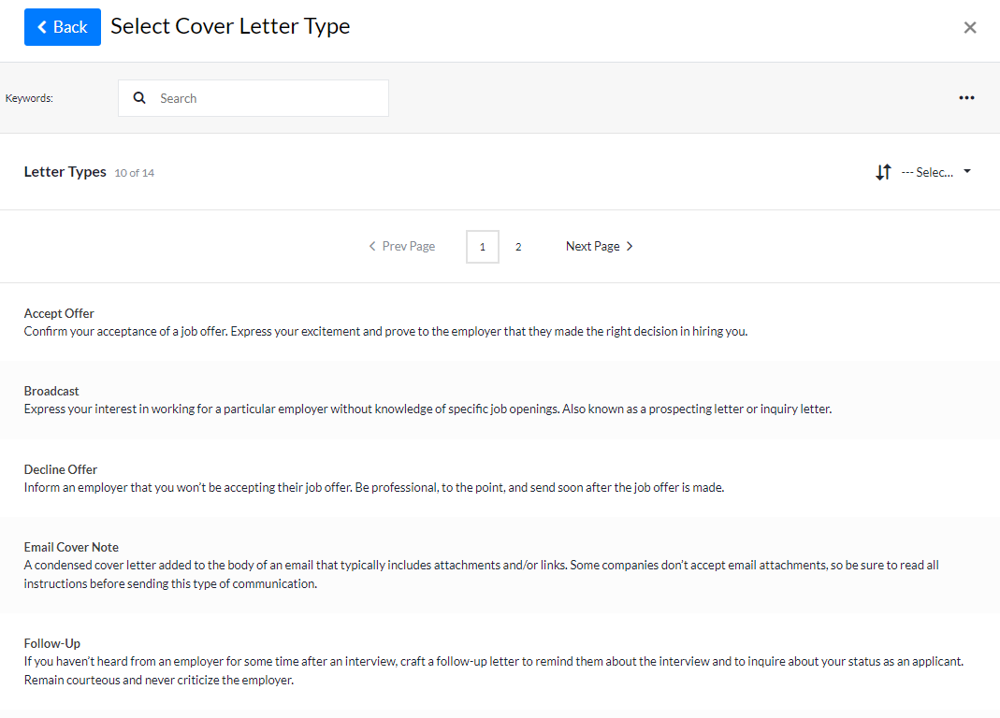 Back Select Cover Letter Type
Keywords: Search
Letter Types 10 of 14 --- Selec...
Prev Page 1 2 Next Page
Accept Offer
Confirm your acceptance of a job offer. Express your excitement and prove to the employer that they made the right decision in hiring you.
Broadcast
Express your interest in working for a particular employer without knowledge of specific job openings. Also known as a prospecting letter or inquiry letter.
Decline Offer
Inform an employer that you won't be accepting their job offer. Be professional, to the point, and send soon after the job offer is made.
Email Cover Note
A condensed cover letter added to the body of an email that typically includes attachments and/or links. Some companies don't accept email attachments, so be sure to read all
instructions before sending this type of communication.
Follow-Up
If you haven't heard from an employer for some time after an interview, craft a follow-up letter to remind them about the interview and to inquire about your status as an applicant.
Remain courteous and never criticize the employer.